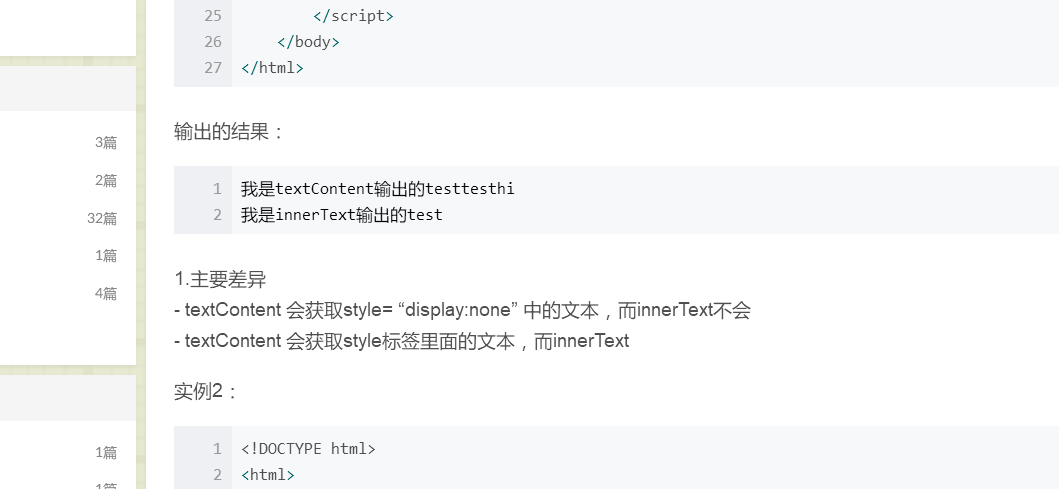 3篇
2篇
32篇
1篇
4篇
1篇
1篇
25 </script>
26 </body>
27 </html>
输出的结果：
1 我是textContent输出的testtesthi
2 我是innerText输出的test
1.主要差异
- textContent 会获取style= “display:none” 中的文本，而innerText不会
- textContent 会获取style标签里面的文本，而innerText
实例2：
1 <!DOCTYPE html>
2 <html>